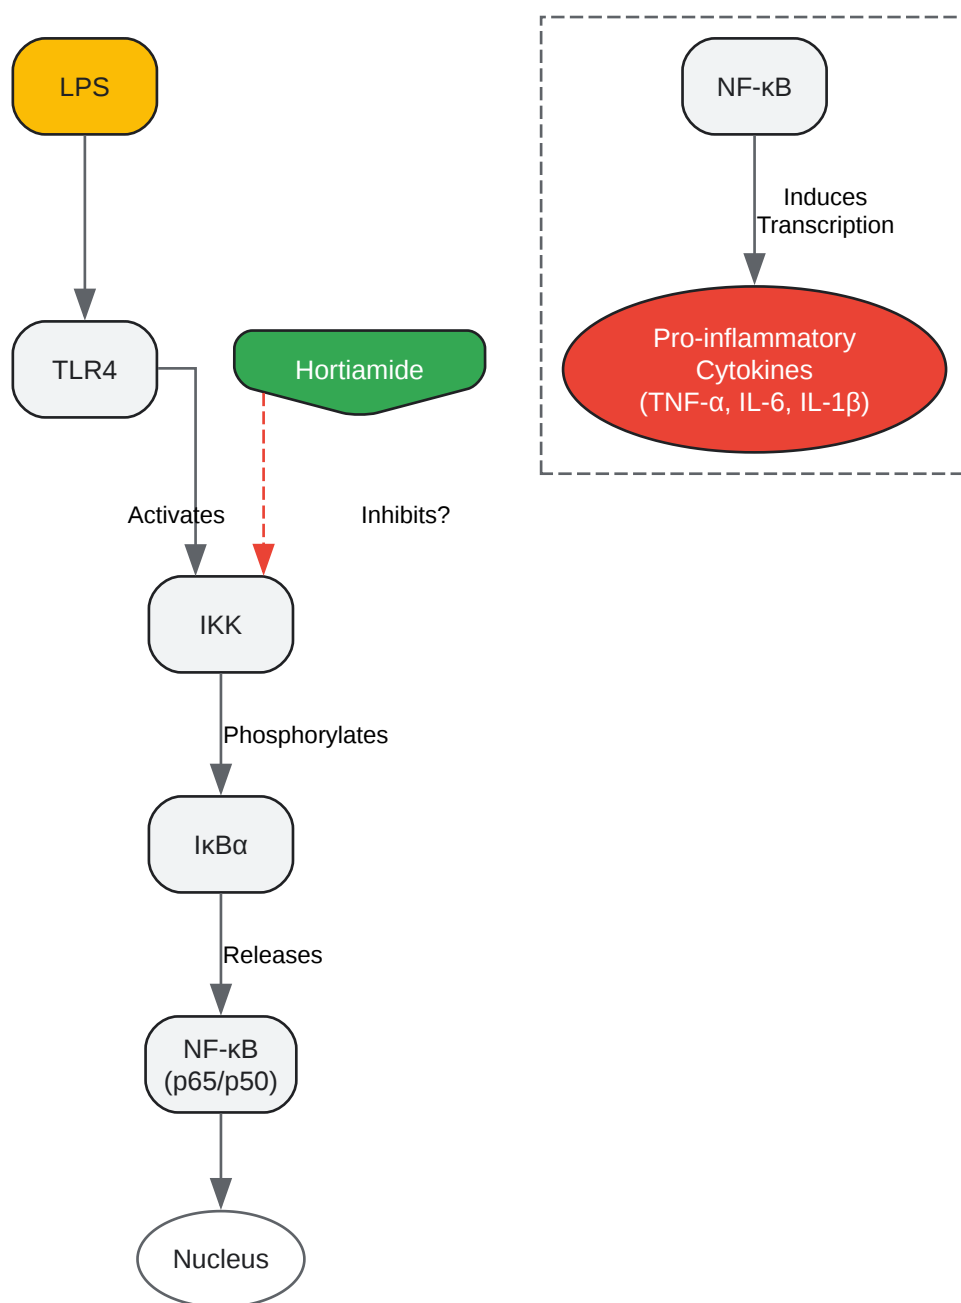 LPS
NF-κB
Induces
Transcription
TLR4
Hortiamide
Pro-inflammatory
Cytokines
(TNF-α, IL-6, IL-1β)
Activates
Inhibits?
IKK
Phosphorylates
IκBα
Releases
NF-κB
(p65/p50)
Nucleus